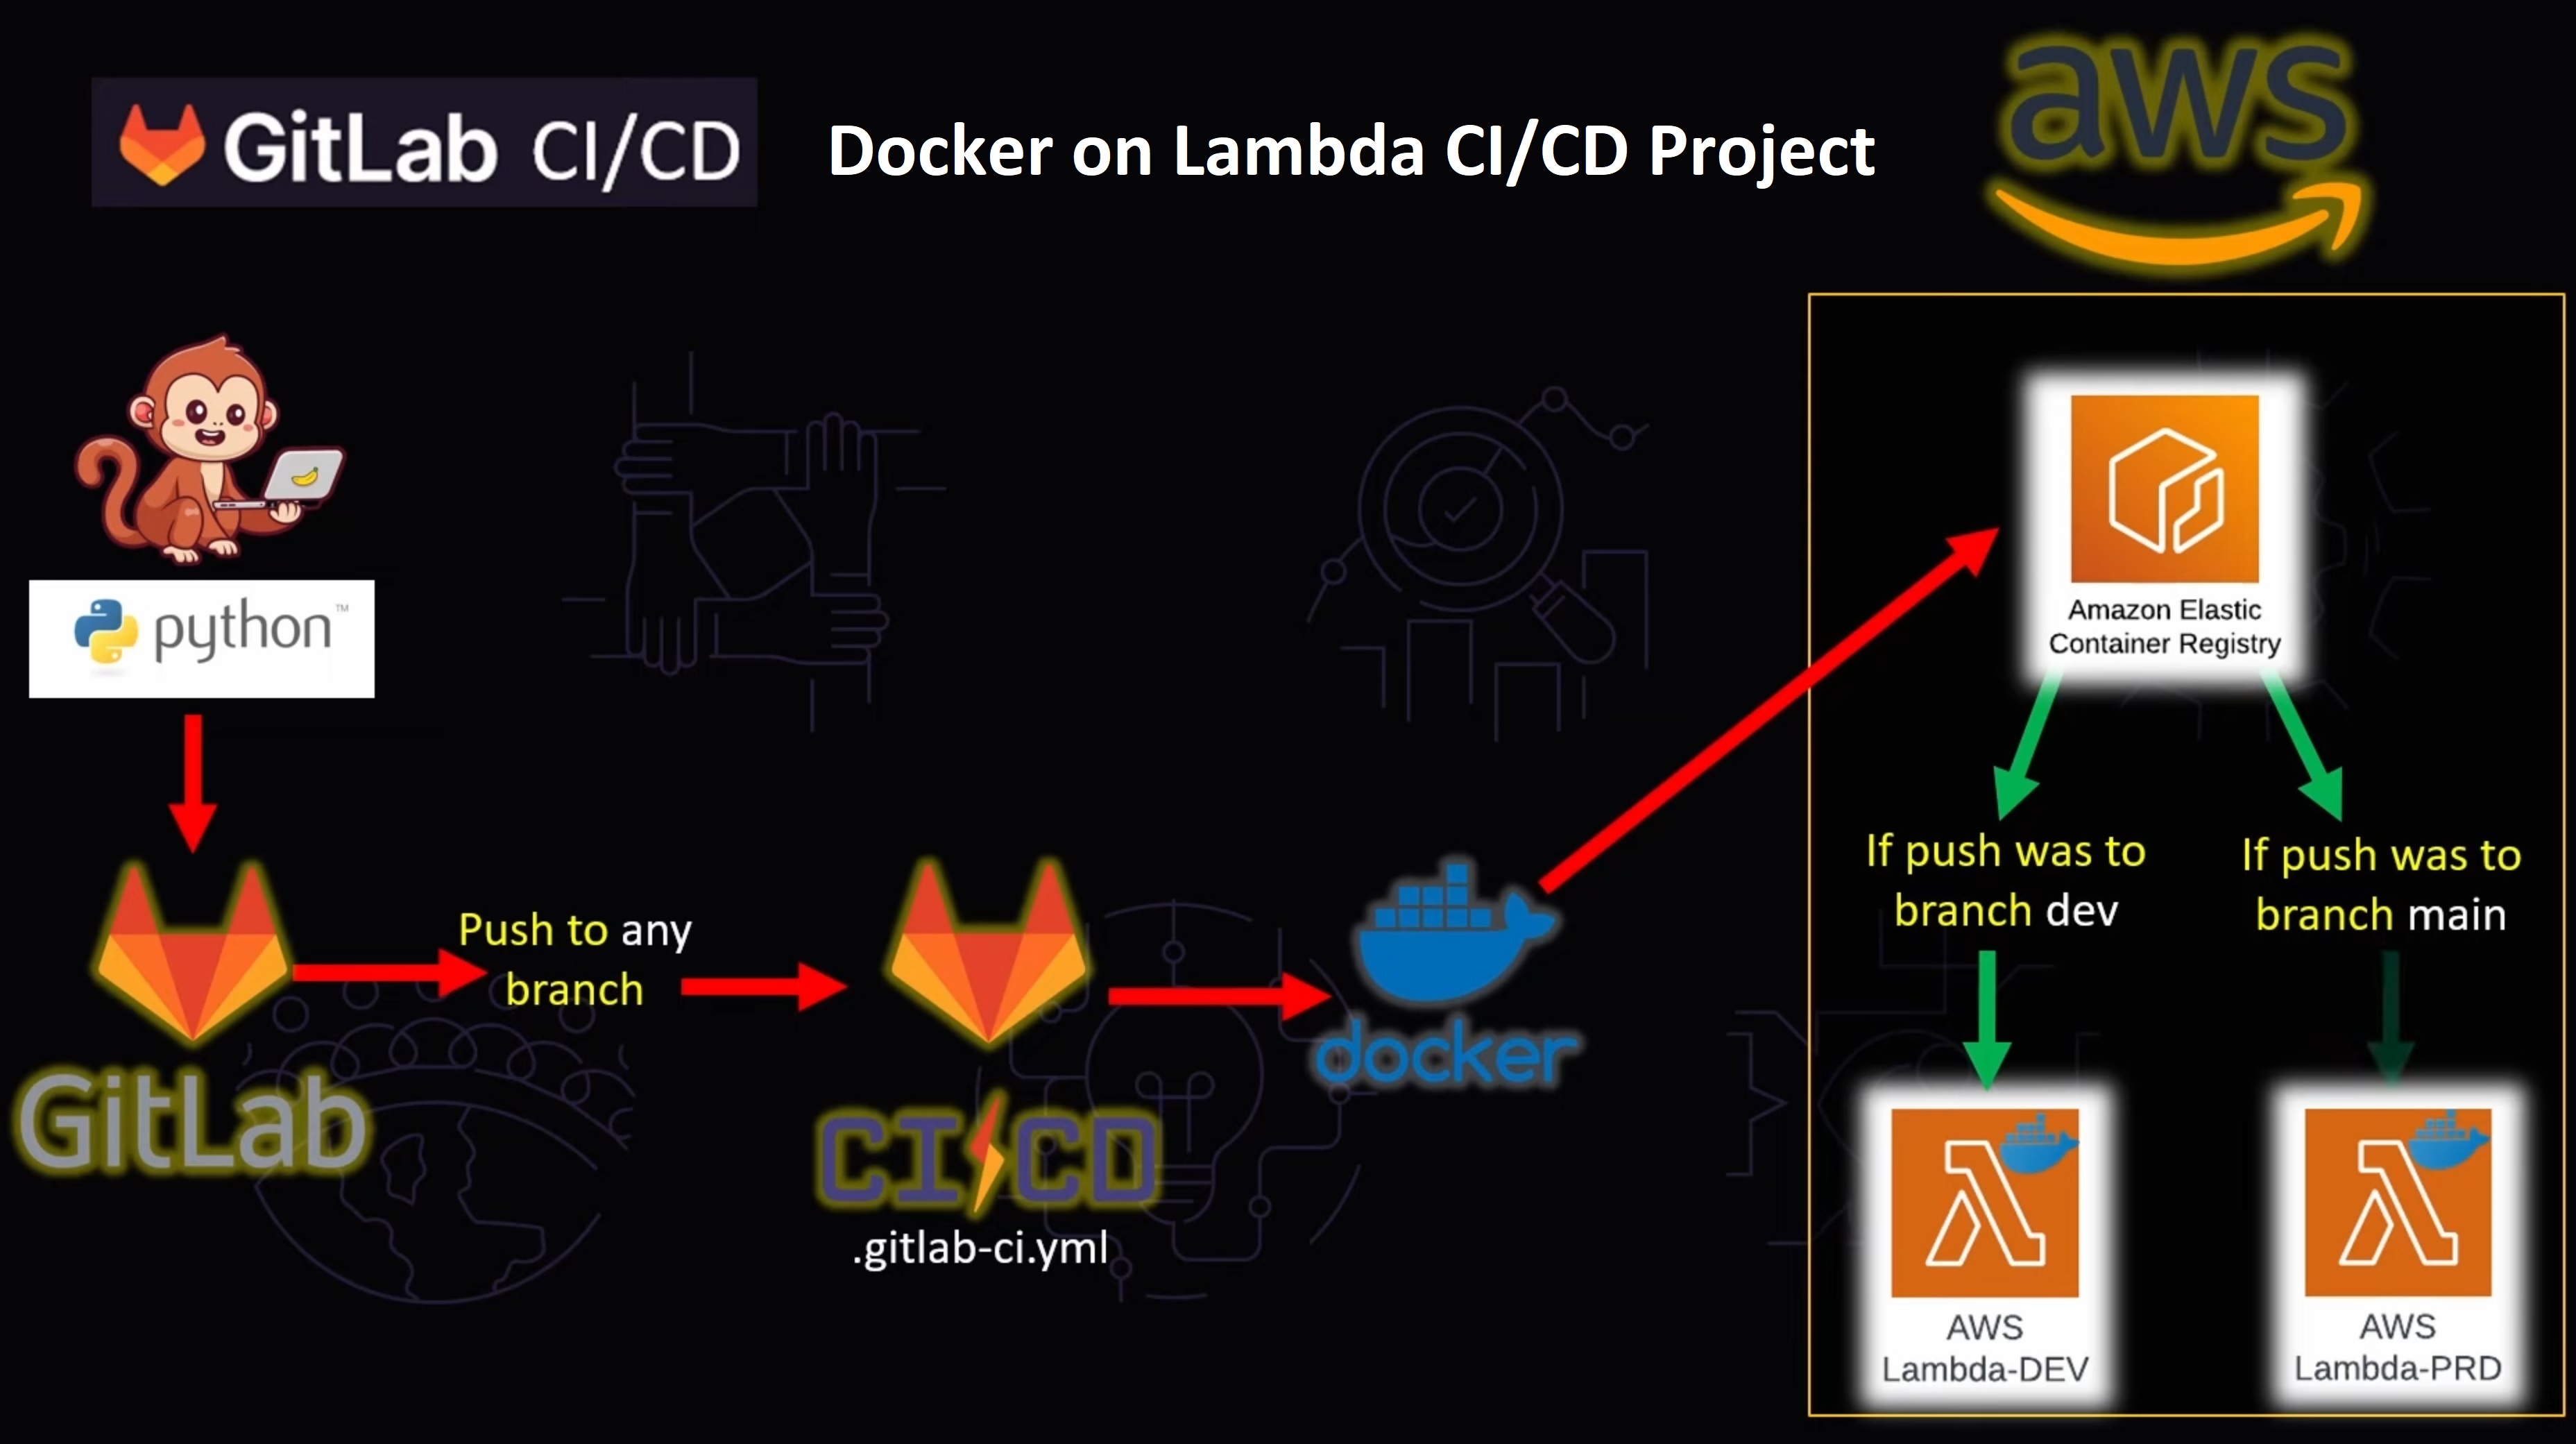 GitLab CI/CD
Docker on Lambda CI/CD Project
aws
python™
GitLab
Push to any
branch
CI CD
.gitlab-ci.yml
docker
Amazon Elastic
Container Registry
If push was to
branch dev
If push was to
branch main
AWS
Lambda-DEV
AWS
Lambda-PRD